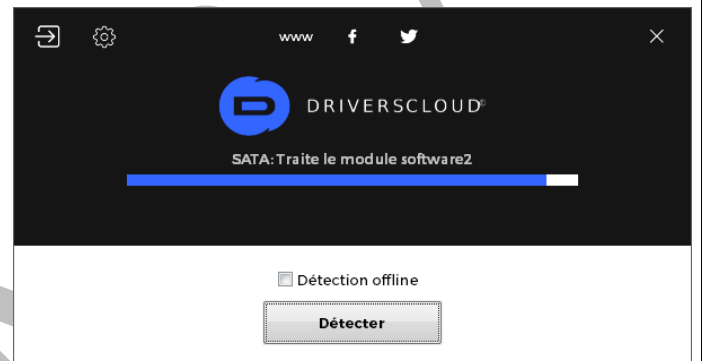 www
DRIVERSCLOUD©
SATA: Traite le module software2
Détection offline
Détecter